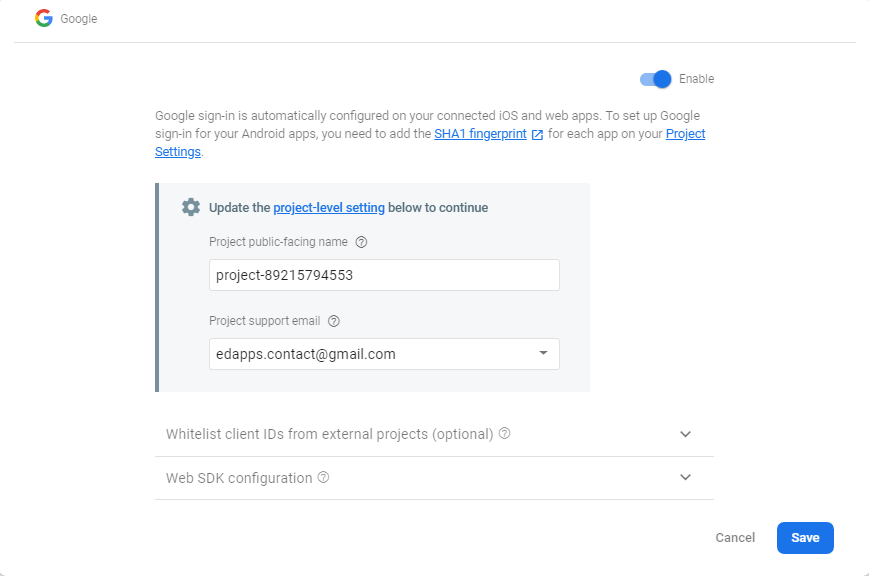 Google
Enable
Google sign-in is automatically configured on your connected iOS and web apps. To set up Google
sign-in for your Android apps, you need to add the SHA1 fingerprint for each app on your Project
Settings.
Update the project-level setting below to continue
Project public-facing name
project-89215794553
Project support email
edapps.contact@gmail.com
Whitelist client IDs from external projects (optional)
Web SDK configuration
Cancel
Save